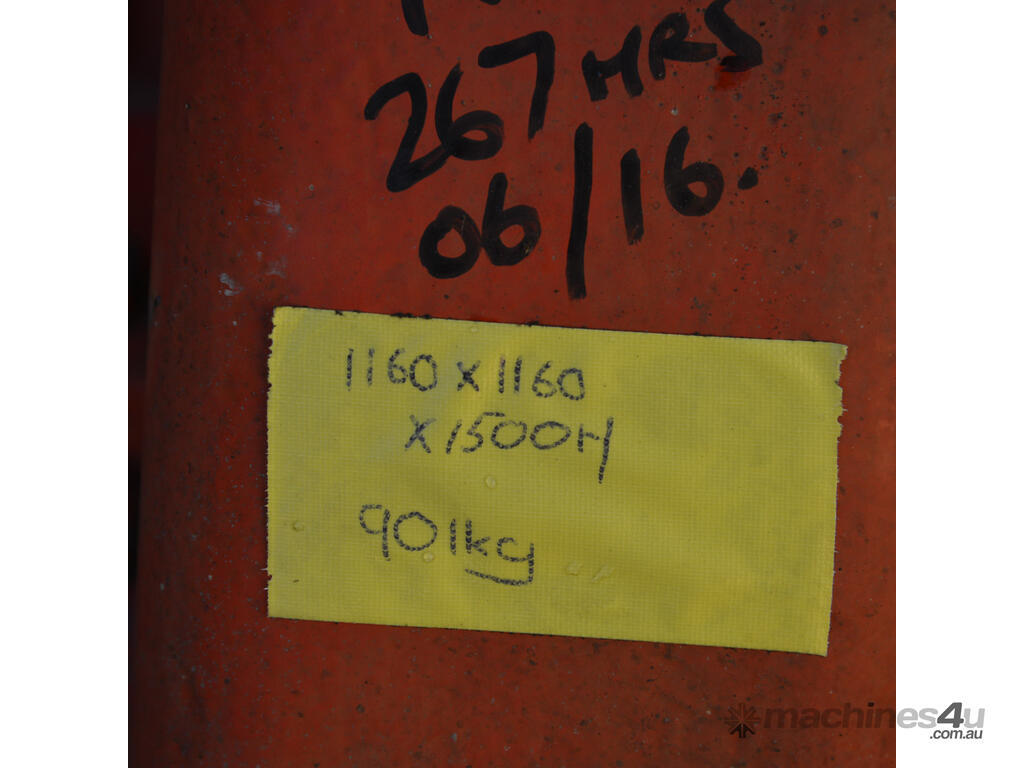 267 HRS
06/16.
1160 x 1160
x 1500H
901kg
machines4u
.com.au